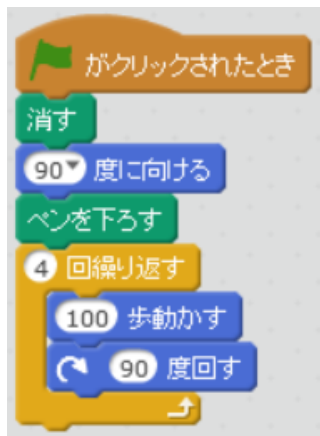 がクリックされたとき
消す
90▼ 度に向ける
ペンを下ろす
4 回繰り返す
100 歩動かす
90 度回す